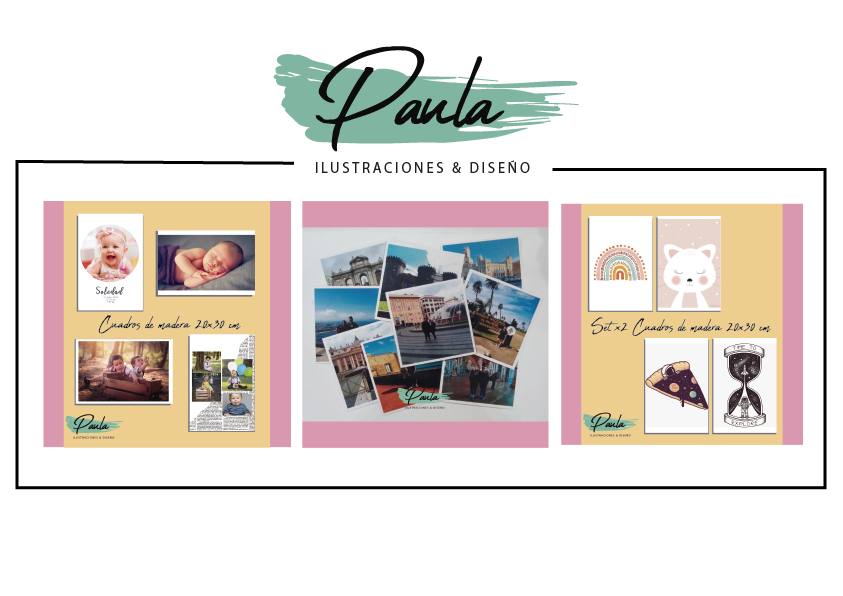 Paula
ILUSTRACIONES & DISEÑO
Soledad
Cuadros de madera 20x30 cm
Paula
ILUSTRACIONES & DISEÑO
Paula
ILUSTRACIONES & DISEÑO
Set x2 Cuadros de madera 20x30 cm
TIME TO
EXPLORE
Paula
ILUSTRACIONES & DISEÑO